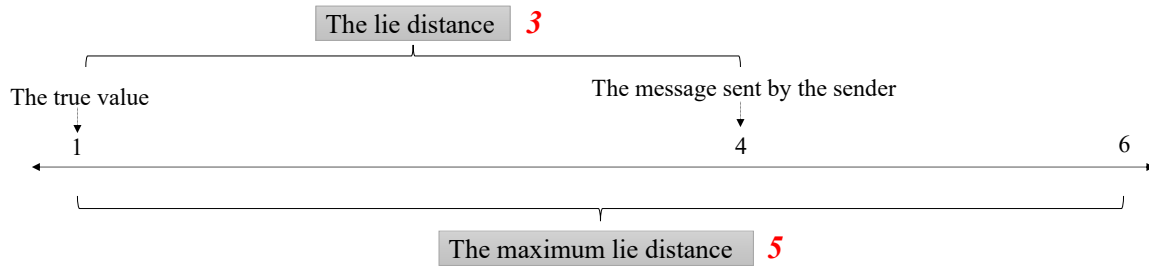 The lie distance 3
The true value
The message sent by the sender
1 4 6
The maximum lie distance 5